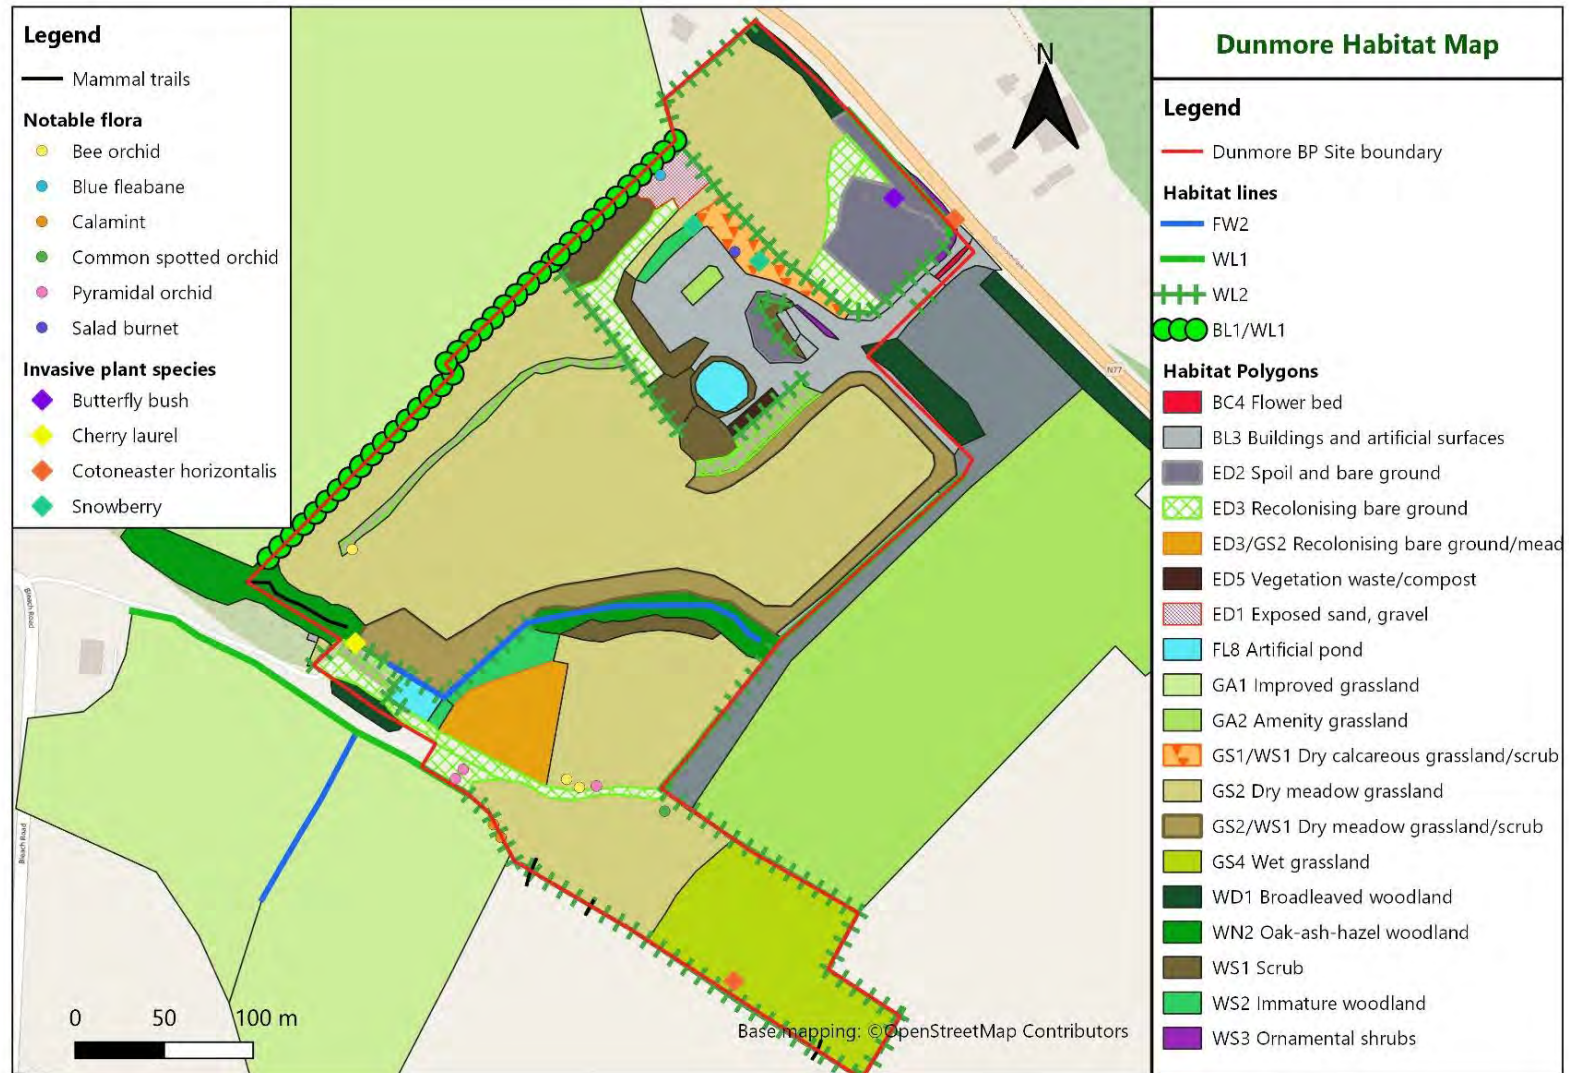 Legend
Mammal trails
Notable flora
Bee orchid
Blue fleabane
Calamint
Common spotted orchid
Pyramidal orchid
Salad burnet
Invasive plant species
Butterfly bush
Cherry laurel
Cotoneaster horizontalis
Snowberry
N
N77
Bleach Road
Bleach Road
0 50 100 m
Base mapping: ©OpenStreetMap Contributors
Dunmore Habitat Map
Legend
Dunmore BP Site boundary
Habitat lines
FW2
WL1
WL2
BL1/WL1
Habitat Polygons
BC4 Flower bed
BL3 Buildings and artificial surfaces
ED2 Spoil and bare ground
ED3 Recolonising bare ground
ED3/GS2 Recolonising bare ground/mead
ED5 Vegetation waste/compost
ED1 Exposed sand, gravel
FL8 Artificial pond
GA1 Improved grassland
GA2 Amenity grassland
GS1/WS1 Dry calcareous grassland/scrub
GS2 Dry meadow grassland
GS2/WS1 Dry meadow grassland/scrub
GS4 Wet grassland
WD1 Broadleaved woodland
WN2 Oak-ash-hazel woodland
WS1 Scrub
WS2 Immature woodland
WS3 Ornamental shrubs